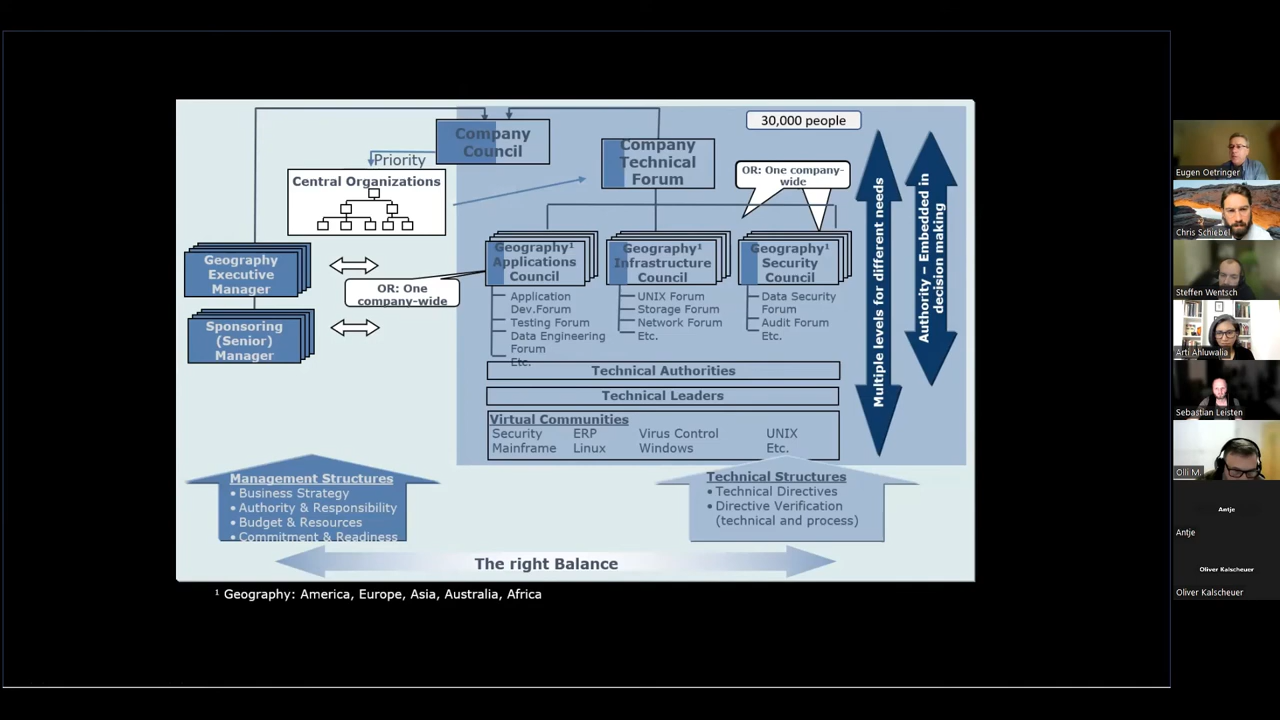 30,000 people
Company
Council
Company
Technical
Forum
Priority
Central Organizations
OR: One company-
wide
Geography
Executive
Manager
Sponsoring
(Senior)
Manager
OR: One
company-wide
Geography¹
Applications
Council
Application
Dev.Forum
Testing Forum
Data Engineering
Forum
Etc.
Geography¹
Infrastructure
Council
UNIX Forum
Storage Forum
Network Forum
Etc.
Geography¹
Security
Council
Data Security
Forum
Audit Forum
Etc.
Multiple levels for different needs
Authority – Embedded in
decision making
Technical Authorities
Technical Leaders
Virtual Communities
Security ERP Virus Control UNIX
Mainframe Linux Windows Etc.
Management Structures
• Business Strategy
• Authority & Responsibility
• Budget & Resources
• Commitment & Readiness
Technical Structures
• Technical Directives
• Directive Verification
(technical and process)
The right Balance
¹ Geography: America, Europe, Asia, Australia, Africa
Eugen Oetringer
Chris Schiebel
Steffen Wentsch
Arti Ahluwalia
Sebastian Leisten
Olli M.
Antje
Antje
Oliver Kalscheuer
Oliver Kalscheuer